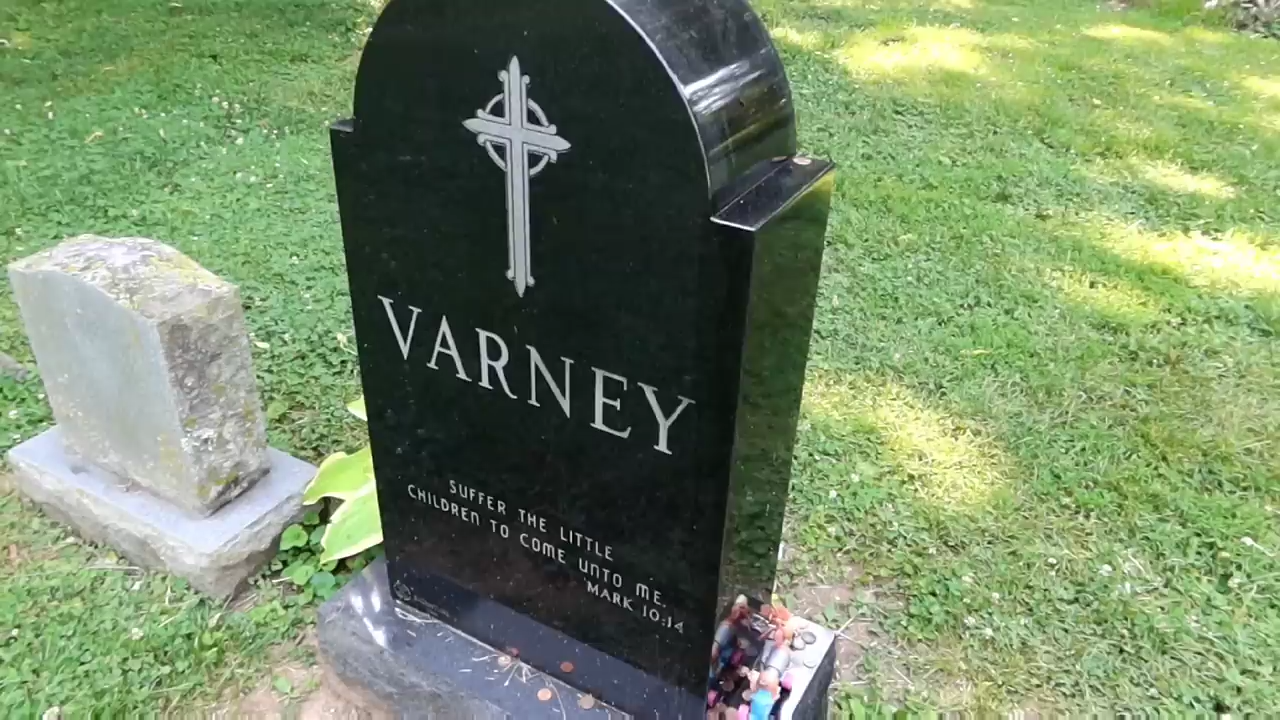 VARNEY
SUFFER THE LITTLE
CHILDREN TO COME UNTO ME.
MARK 10:14